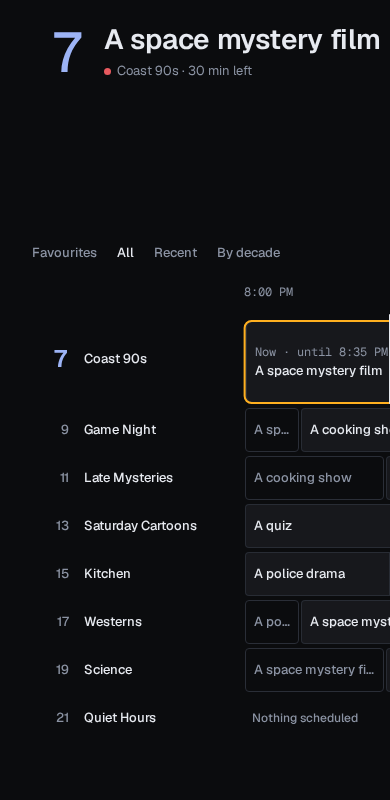 7 A space mystery film
Coast 90s · 30 min left
Favourites All Recent By decade
8:00 PM
Now · until 8:35 PM
7 Coast 90s A space mystery film
9 Game Night A sp... A cooking sh
11 Late Mysteries A cooking show
13 Saturday Cartoons A quiz
15 Kitchen A police drama
17 Westerns A po... A space myst
19 Science A space mystery fi...
21 Quiet Hours Nothing scheduled